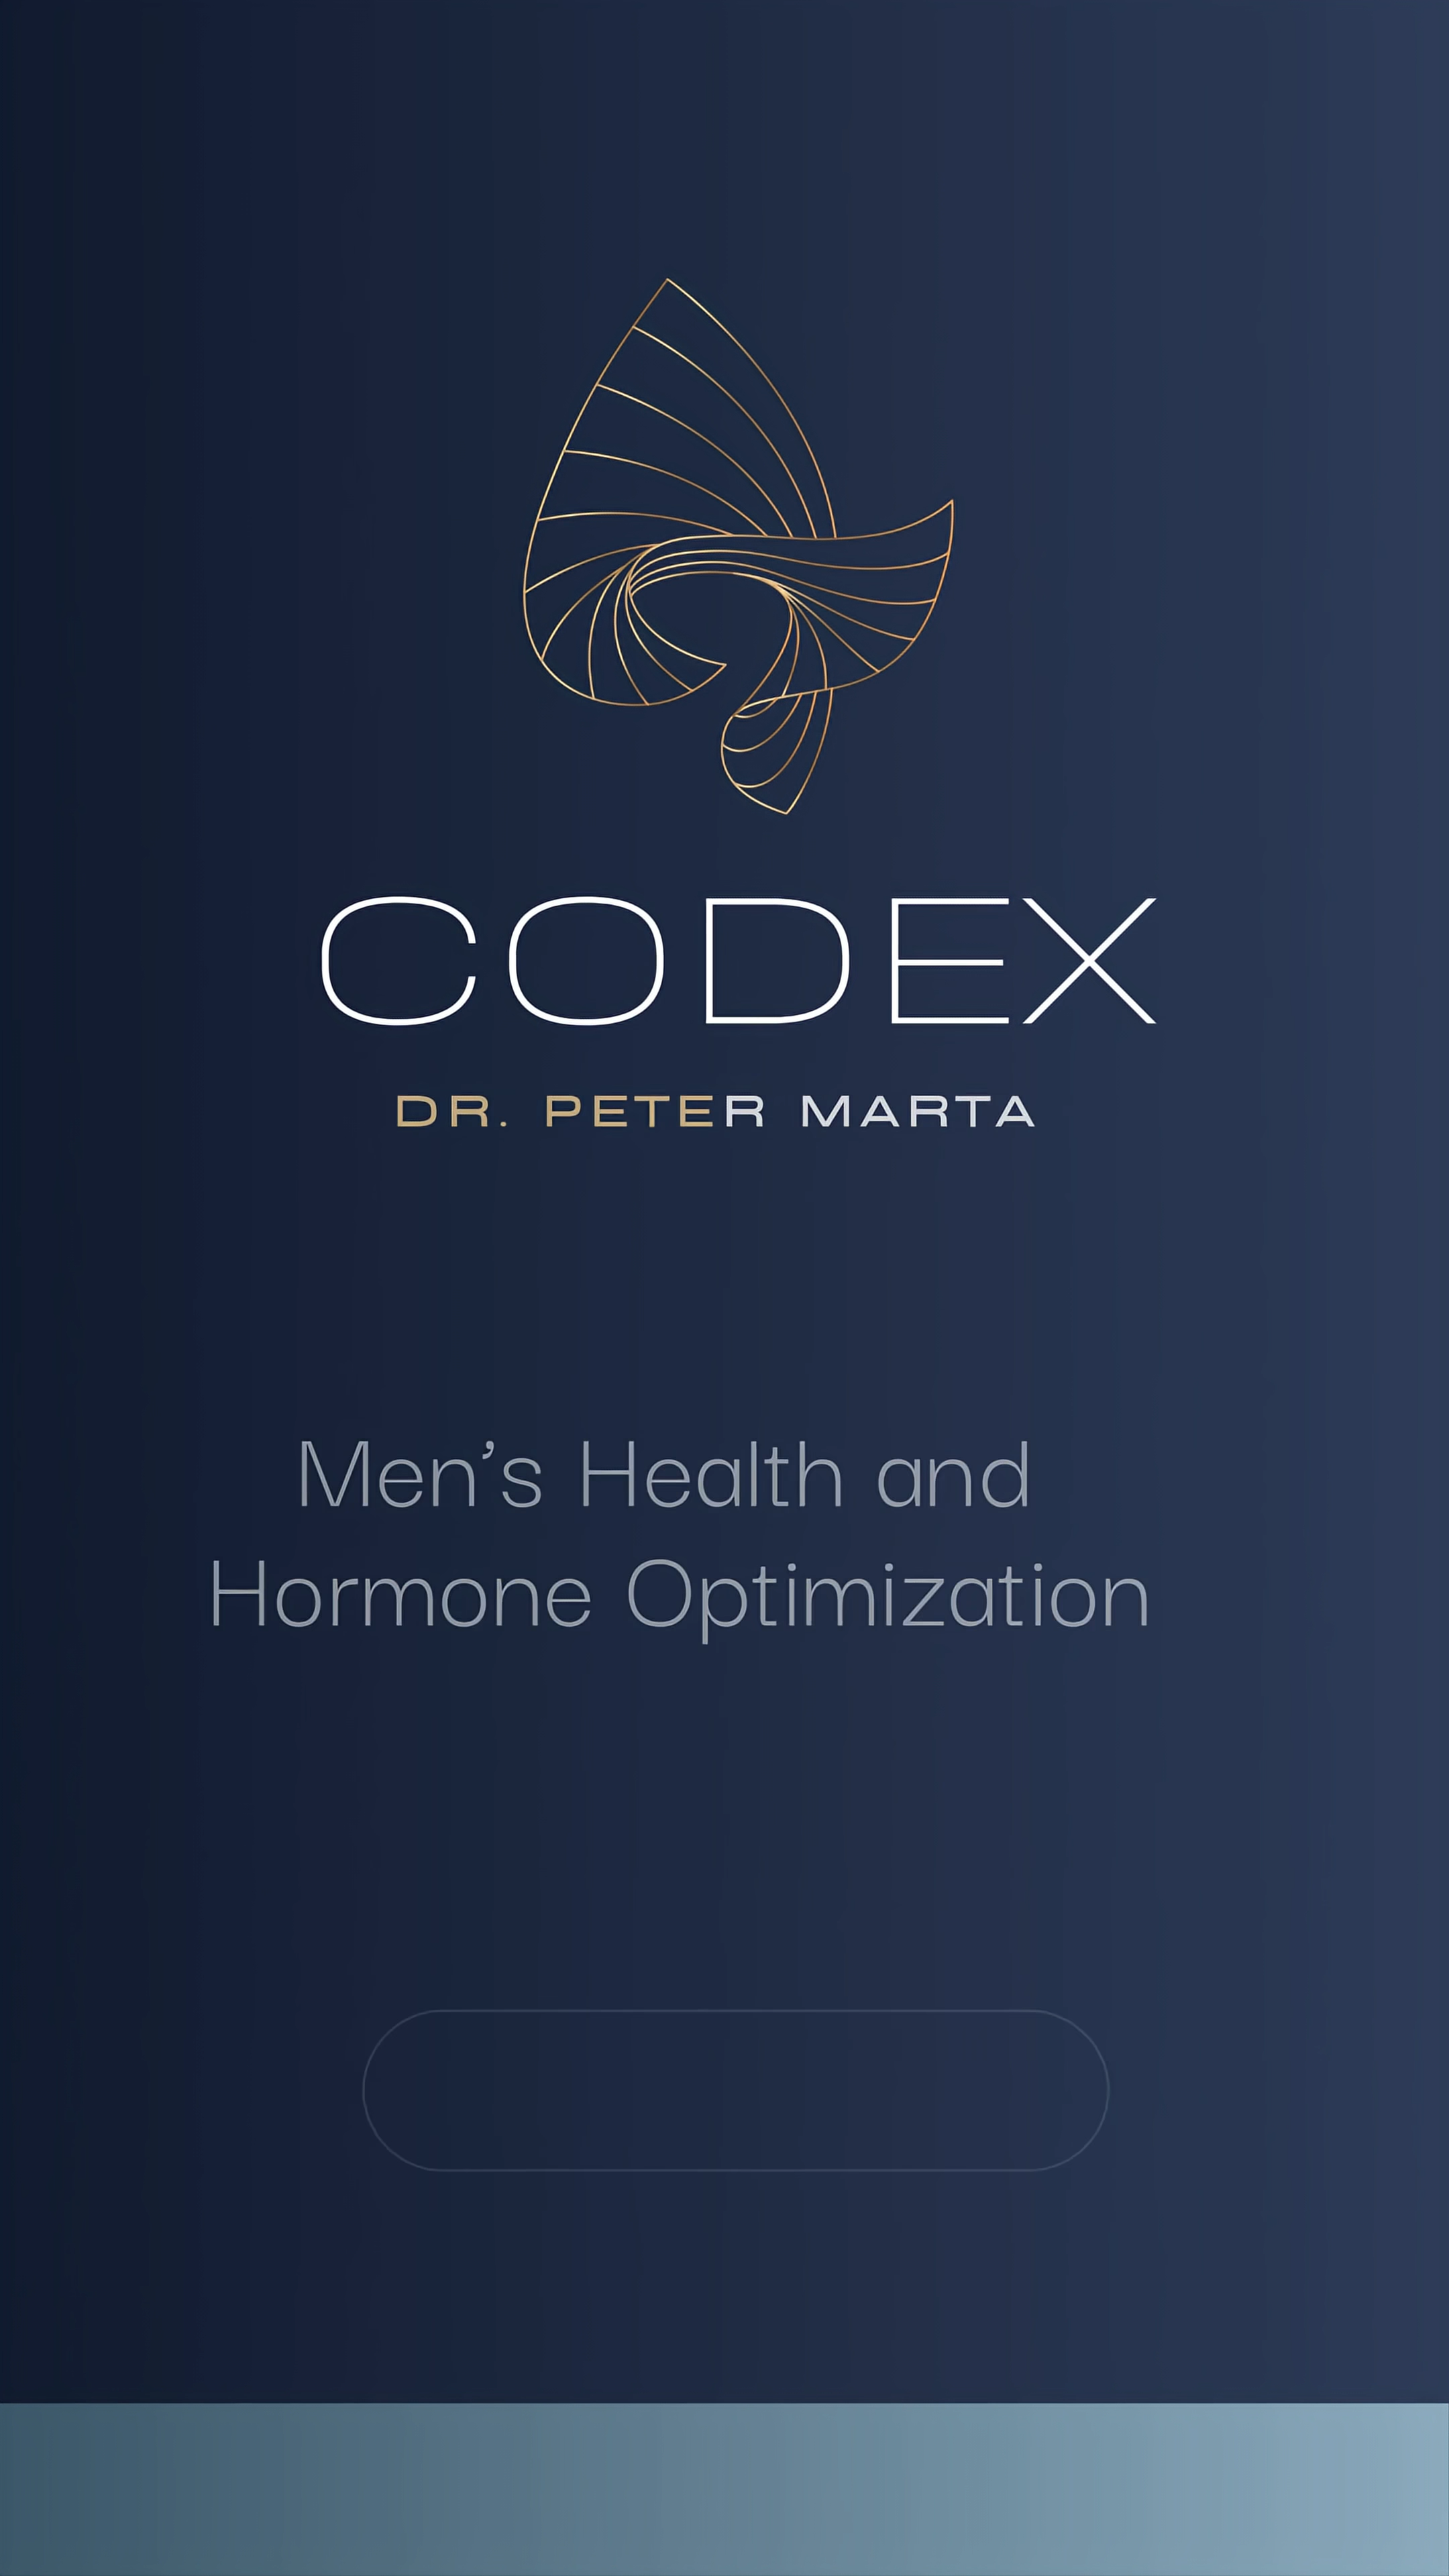 CODEX
DR. PETER MARTA
Men’s Health and
Hormone Optimization